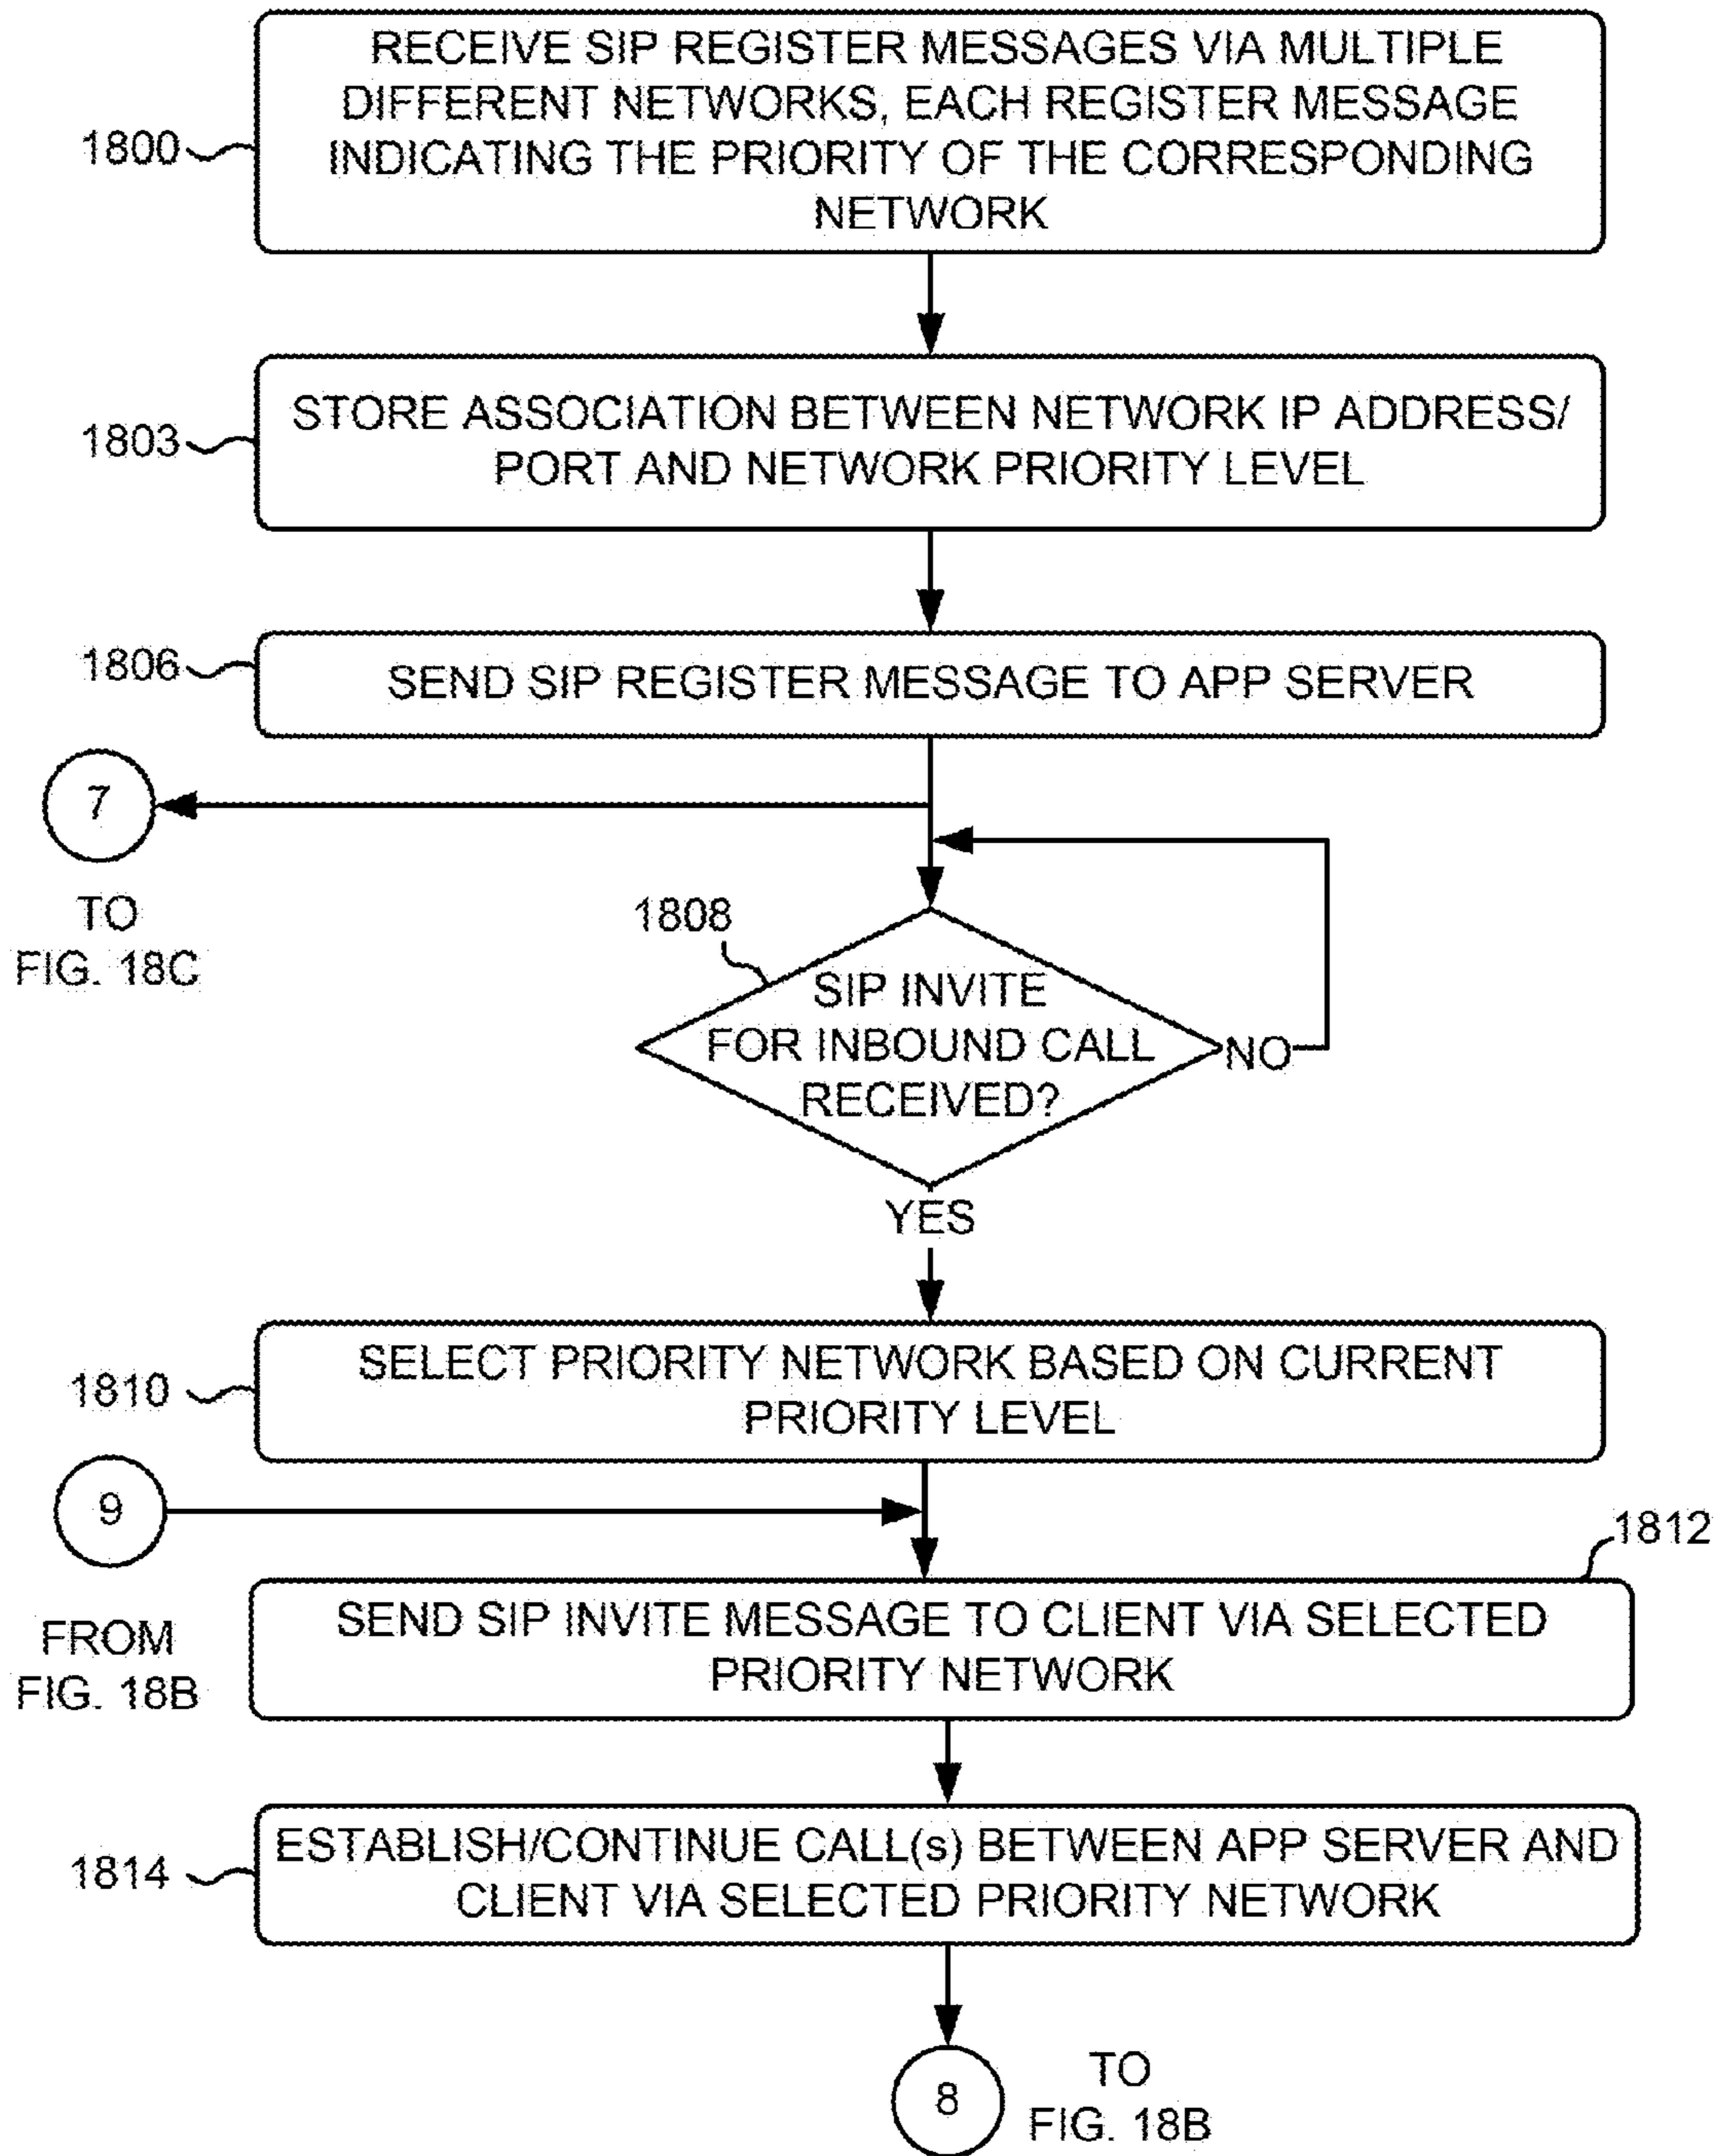 RECEIVE SIP REGISTER MESSAGES VIA MULTIPLE
DIFFERENT NETWORKS, EACH REGISTER MESSAGE
INDICATING THE PRIORITY OF THE CORRESPONDING
NETWORK
1800
STORE ASSOCIATION BETWEEN NETWORK IP ADDRESS/
PORT AND NETWORK PRIORITY LEVEL
1803
SEND SIP REGISTER MESSAGE TO APP SERVER
1806
7
TO
FIG. 18C
1808
SIP INVITE
FOR INBOUND CALL
RECEIVED?
NO
YES
SELECT PRIORITY NETWORK BASED ON CURRENT
PRIORITY LEVEL
1810
9
FROM
FIG. 18B
1812
SEND SIP INVITE MESSAGE TO CLIENT VIA SELECTED
PRIORITY NETWORK
ESTABLISH/CONTINUE CALL(s) BETWEEN APP SERVER AND
CLIENT VIA SELECTED PRIORITY NETWORK
1814
8
TO
FIG. 18B